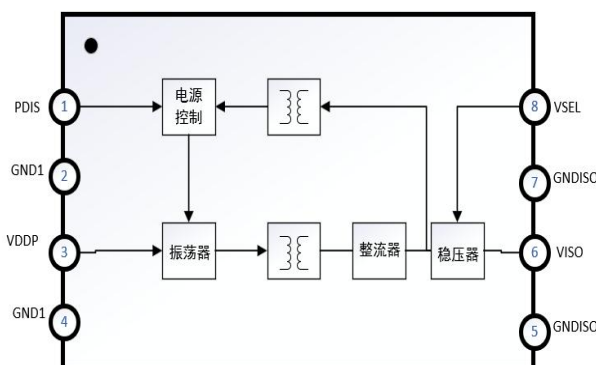 PDIS
1
电源
控制
8
VSEL
GND1
2
7
GNDISO
VDDP
3
振荡器
整流器
稳压器
6
VISO
GND1
4
5
GNDISO